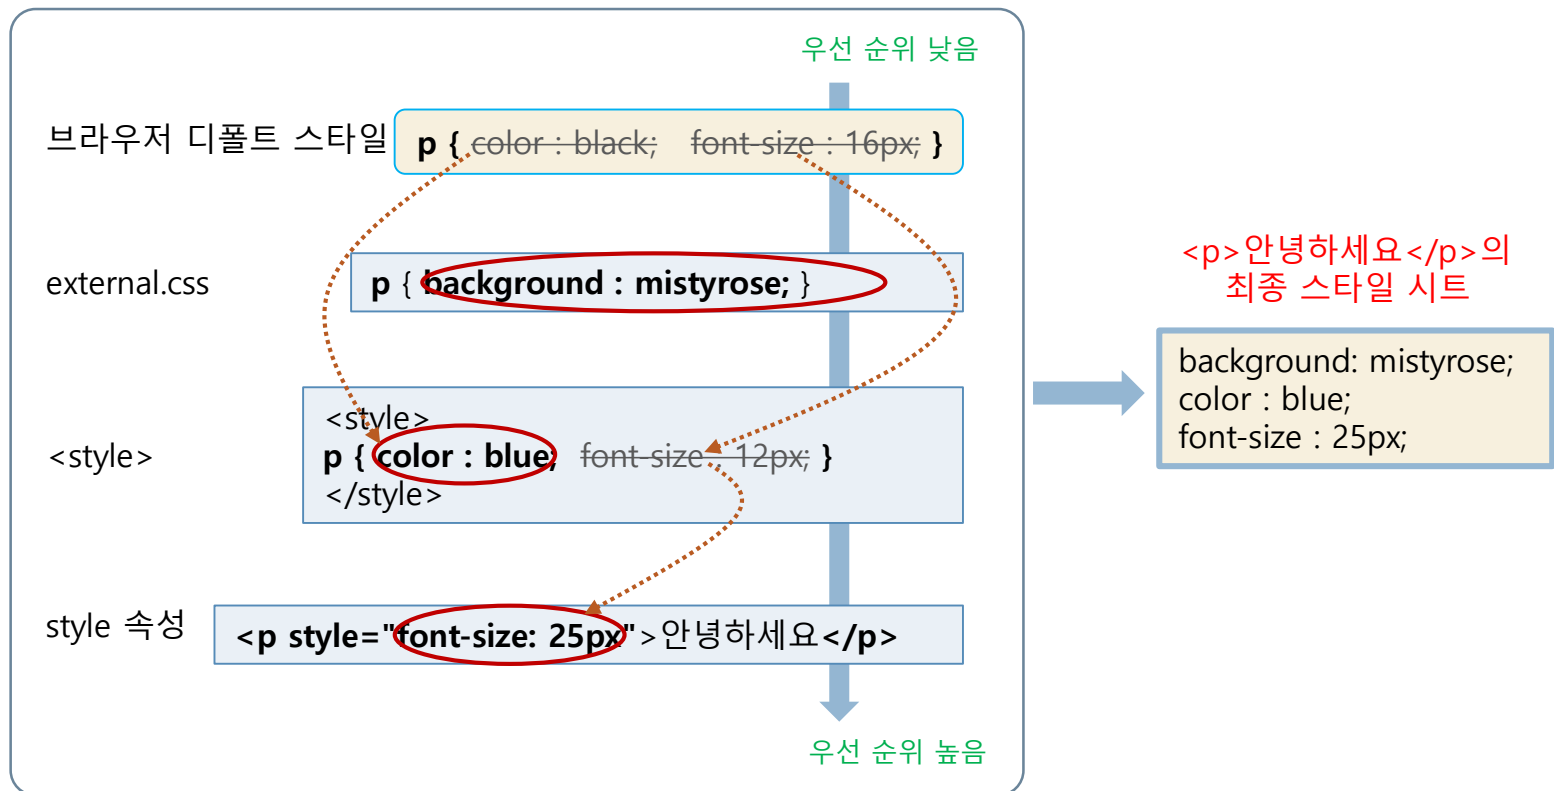 우선 순위 낮음
브라우저 디폴트 스타일
p { color : black; font-size : 16px; }
external.css
p { background : mistyrose; }
<style>
<style>
p { color : blue; font-size : 12px; }
</style>
style 속성
<p style="font-size: 25px">안녕하세요</p>
우선 순위 높음
<p>안녕하세요</p>의
최종 스타일 시트
background: mistyrose;
color : blue;
font-size : 25px;